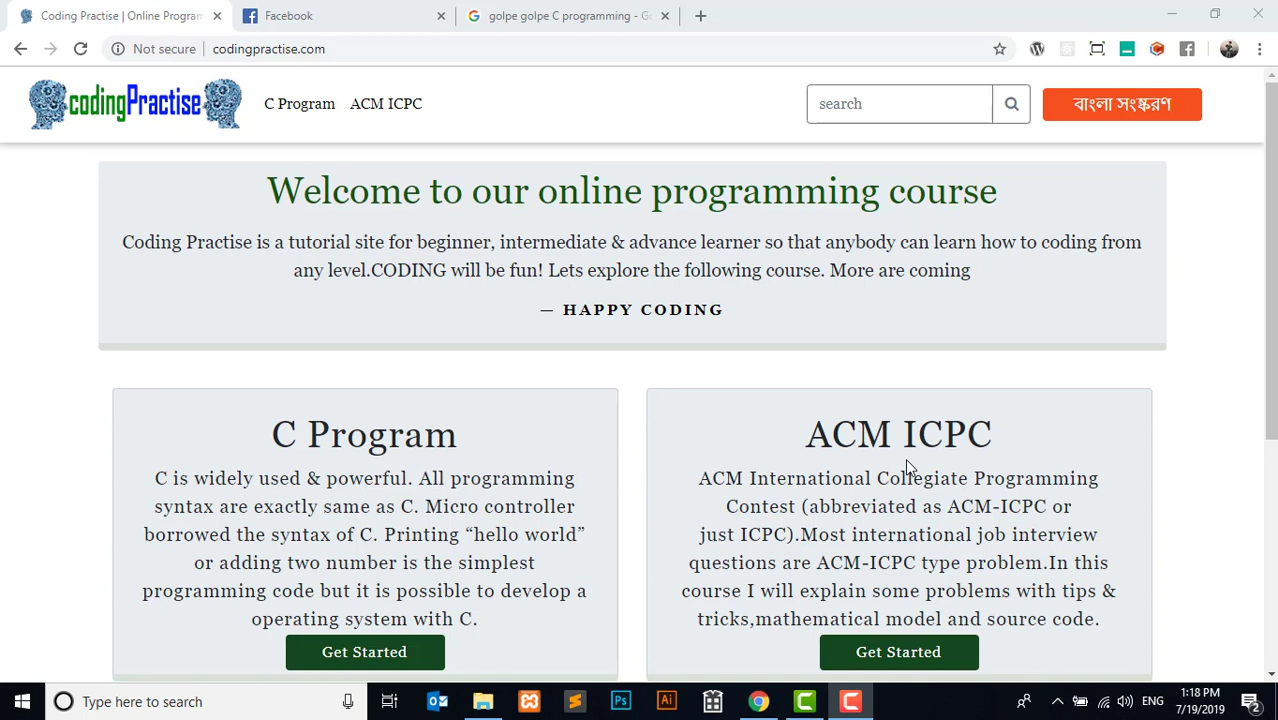 Coding Practise | Online Program
Facebook
golpe golpe C programming - Go
Not secure
codingpractise.com
codingPractise
C Program
ACM ICPC
search
বাংলা সংষ্করণ
Welcome to our online programming course
Coding Practise is a tutorial site for beginner, intermediate & advance learner so that anybody can learn how to coding from
any level.CODING will be fun! Lets explore the following course. More are coming
— HAPPY CODING
C Program
C is widely used & powerful. All programming
syntax are exactly same as C. Micro controller
borrowed the syntax of C. Printing “hello world”
or adding two number is the simplest
programming code but it is possible to develop a
operating system with C.
Get Started
ACM ICPC
ACM International Collegiate Programming
Contest (abbreviated as ACM-ICPC or
just ICPC).Most international job interview
questions are ACM-ICPC type problem.In this
course I will explain some problems with tips &
tricks,mathematical model and source code.
Get Started
Type here to search
ENG
1:18 PM
7/19/2019
2